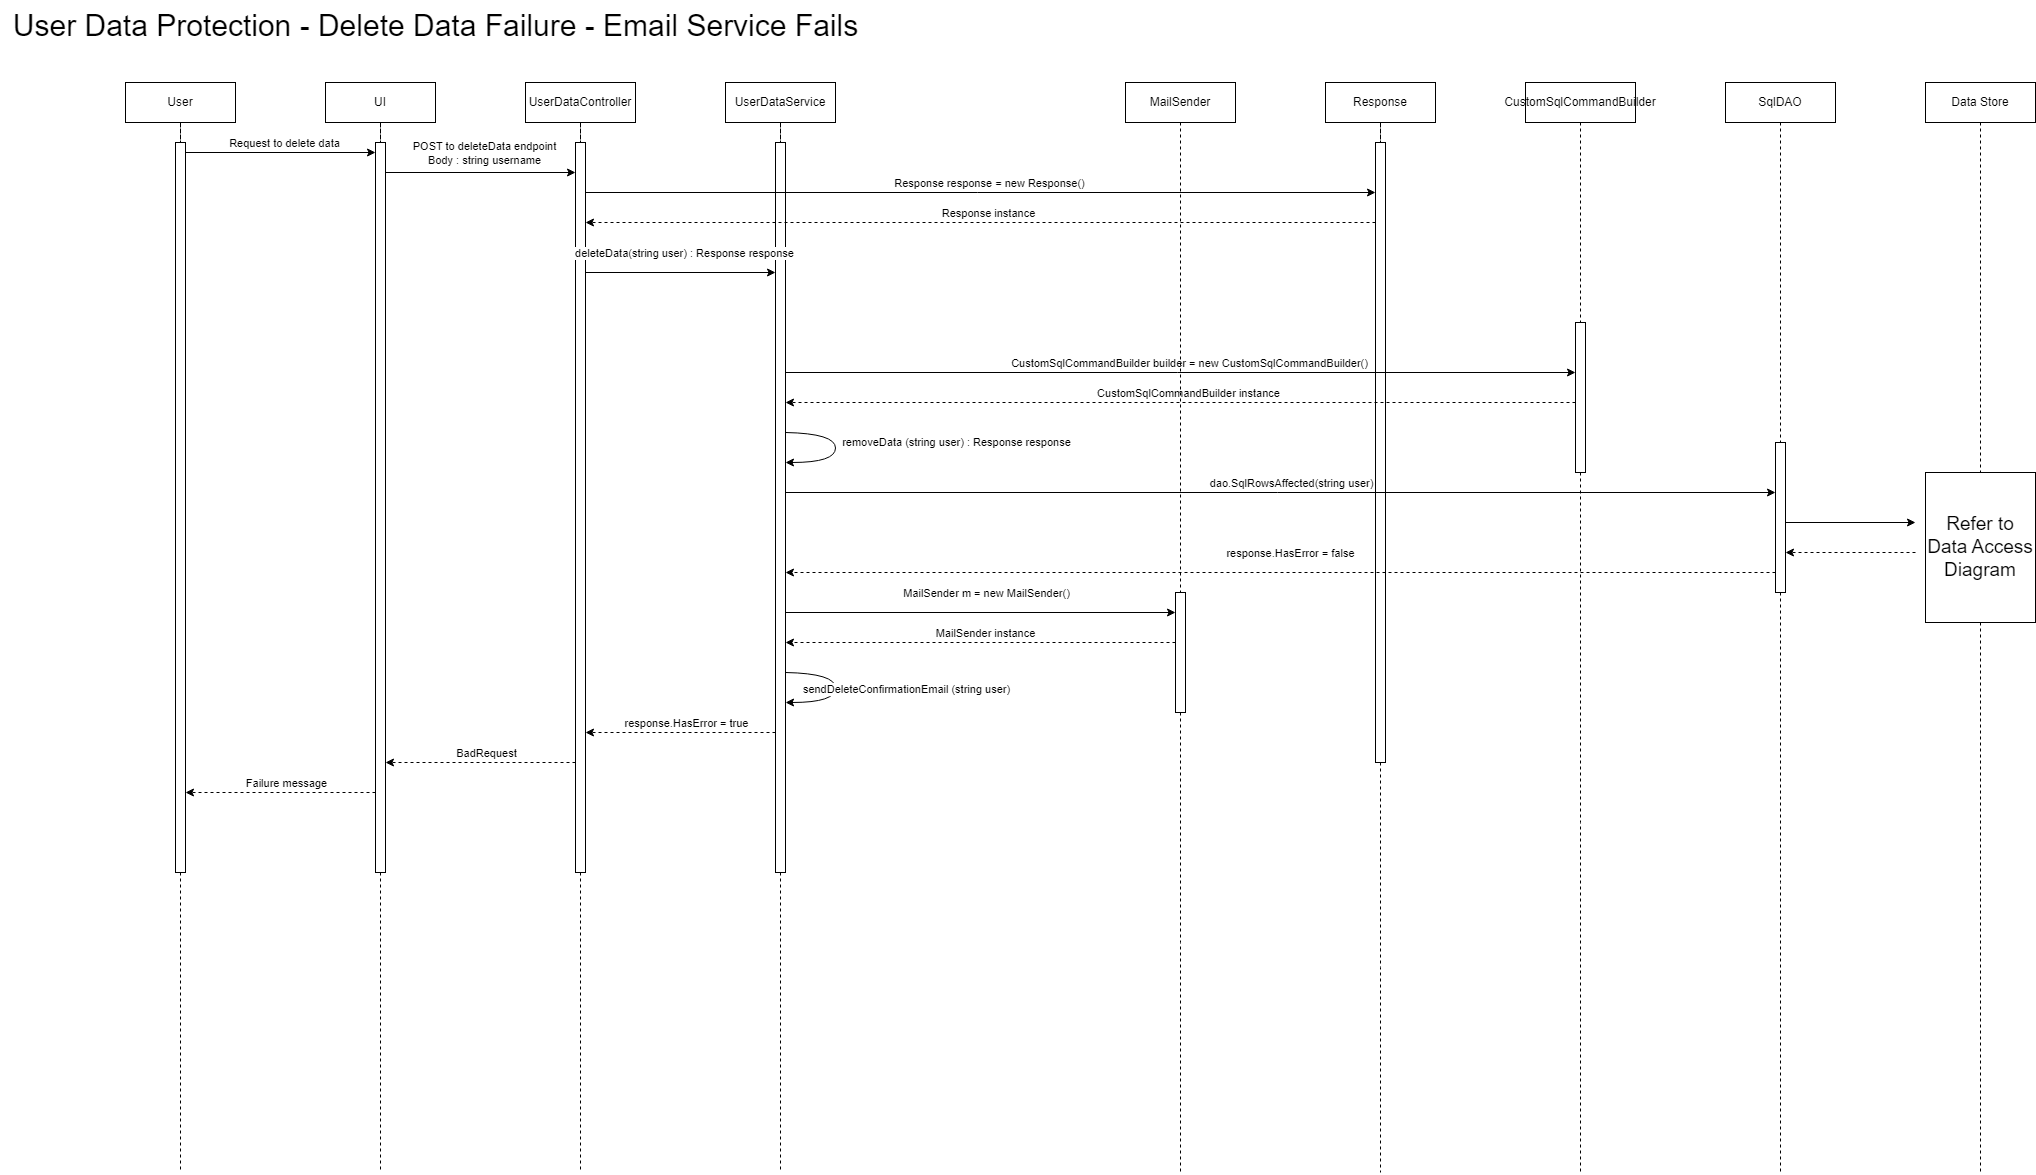 User Data Protection - Delete Data Failure - Email Service Fails
User
UI
UserDataController
UserDataService
MailSender
Response
CustomSqlCommandBuilder
SqlDAO
Data Store
Request to delete data
POST to deleteData endpoint
Body : string username
Response response = new Response()
Response instance
deleteData(string user) : Response response
CustomSqlCommandBuilder builder = new CustomSqlCommandBuilder()
CustomSqlCommandBuilder instance
removeData (string user) : Response response
dao.SqlRowsAffected(string user)
Refer to
Data Access
Diagram
response.HasError = false
MailSender m = new MailSender()
MailSender instance
sendDeleteConfirmationEmail (string user)
response.HasError = true
BadRequest
Failure message